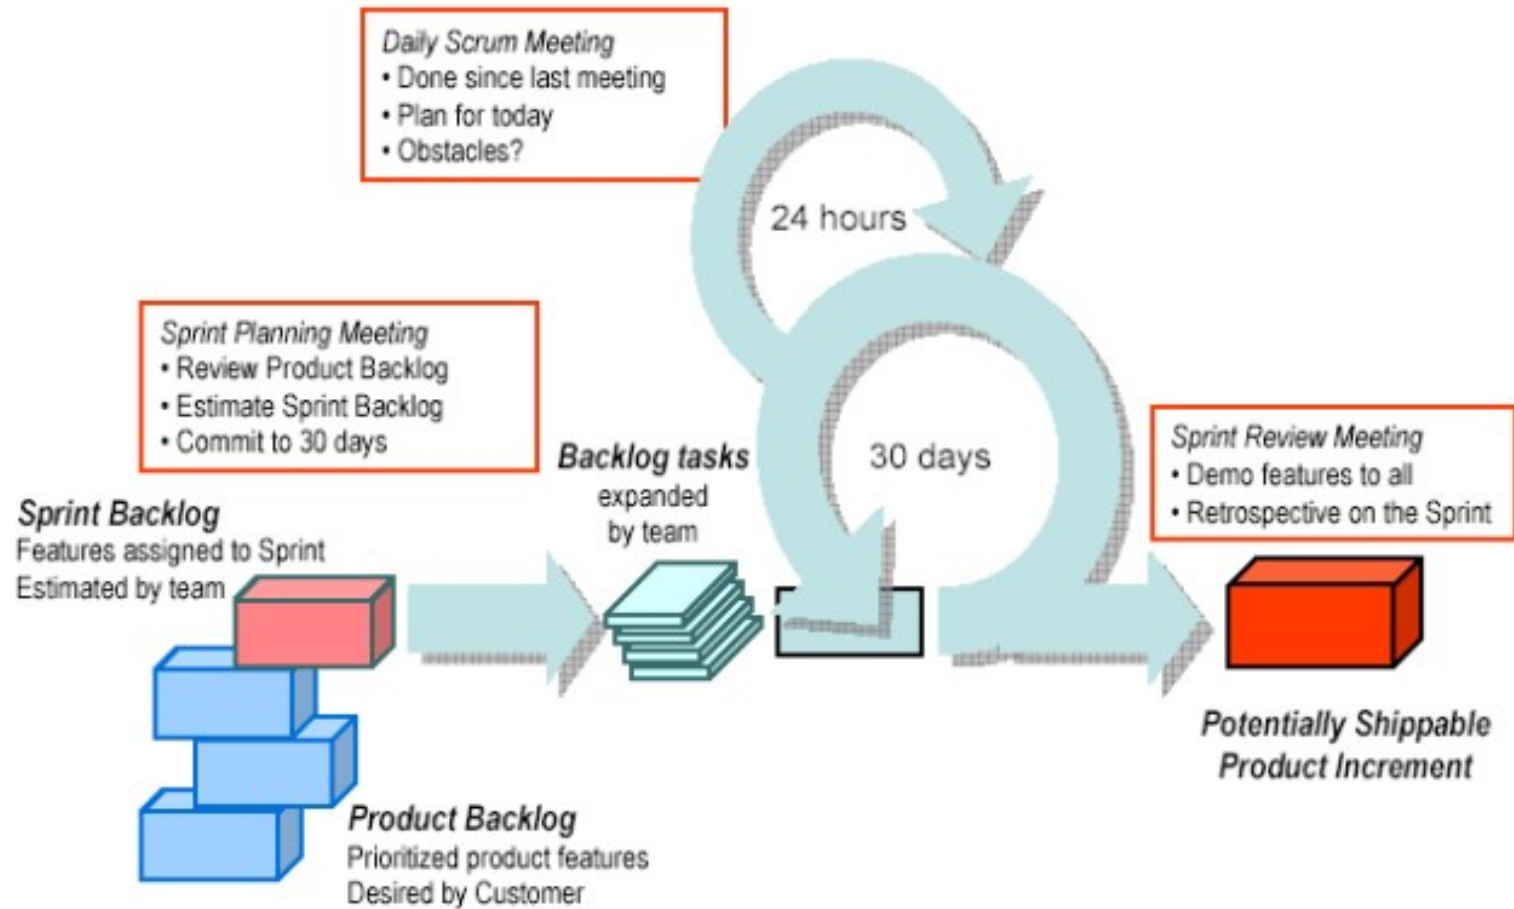 Daily Scrum Meeting
• Done since last meeting
• Plan for today
• Obstacles?
24 hours
Sprint Planning Meeting
• Review Product Backlog
• Estimate Sprint Backlog
• Commit to 30 days
Backlog tasks
expanded
by team
30 days
Sprint Review Meeting
• Demo features to all
• Retrospective on the Sprint
Sprint Backlog
Features assigned to Sprint
Estimated by team
Potentially Shippable
Product Increment
Product Backlog
Prioritized product features
Desired by Customer